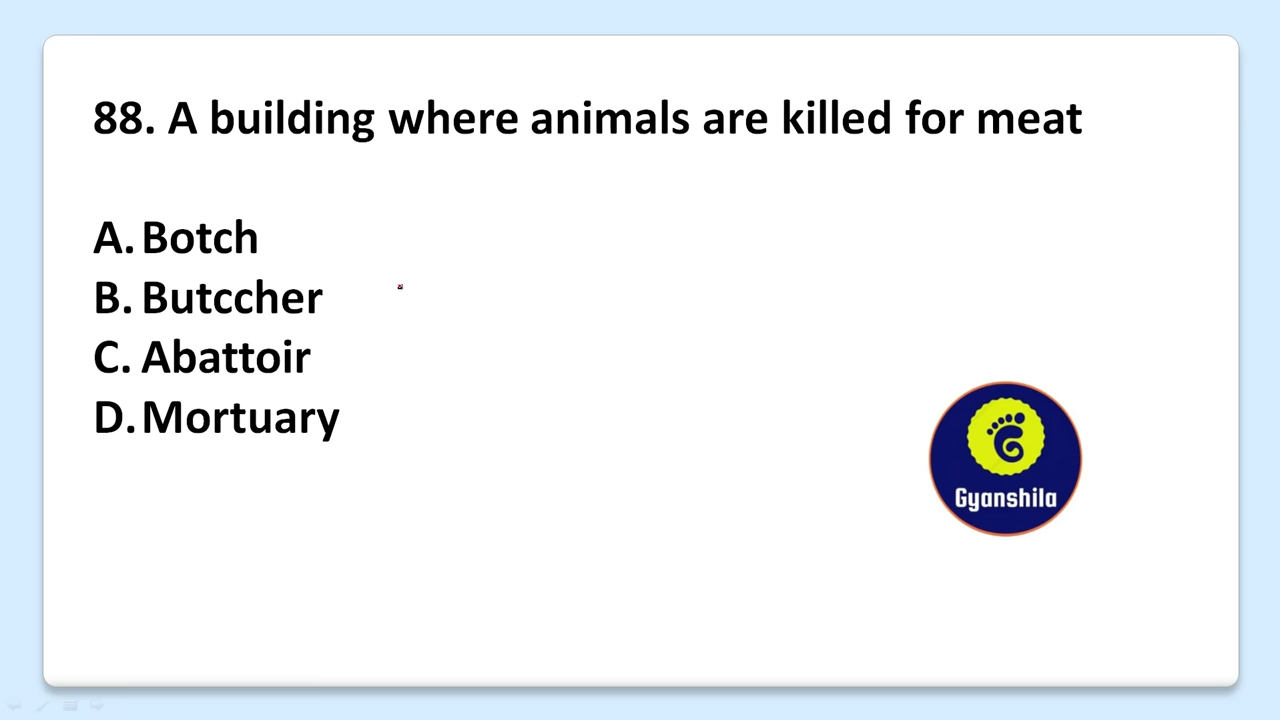 88. A building where animals are killed for meat
A. Botch
B. Butccher
C. Abattoir
D. Mortuary
Gyanshila